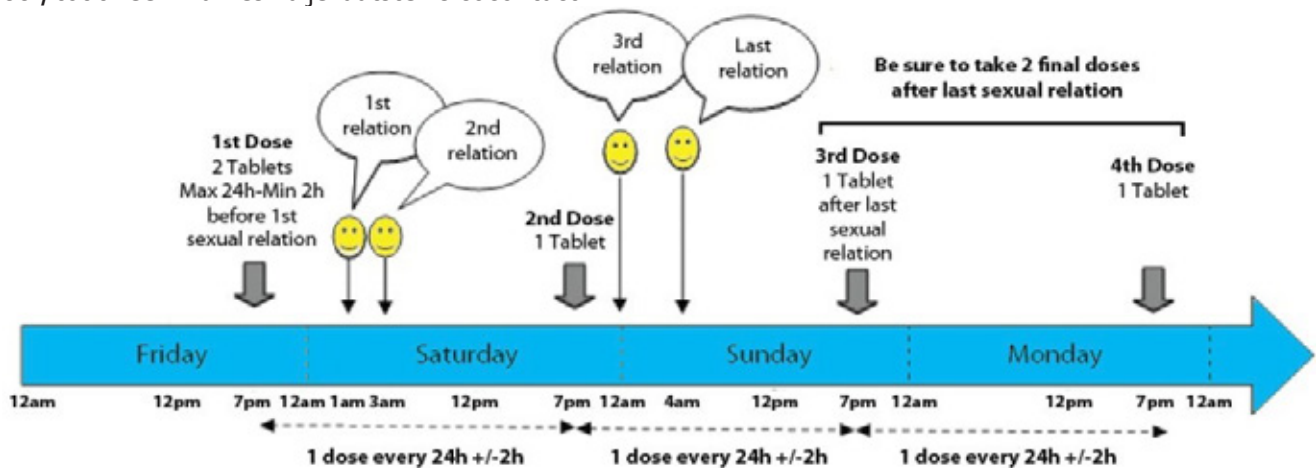 1st
relation
2nd
relation
3rd
relation
Last
relation
Be sure to take 2 final doses
after last sexual relation
1st Dose
2 Tablets
Max 24h-Min 2h
before 1st
sexual relation
2nd Dose
1 Tablet
3rd Dose
1 Tablet
after last
sexual
relation
4th Dose
1 Tablet
Friday Saturday Sunday Monday
12am 12pm 7pm 12am 1am 3am 12pm 7pm 12am 4am 12pm 7pm 12am 12pm 7pm 12am
1 dose every 24h +/-2h 1 dose every 24h +/-2h 1 dose every 24h +/-2h